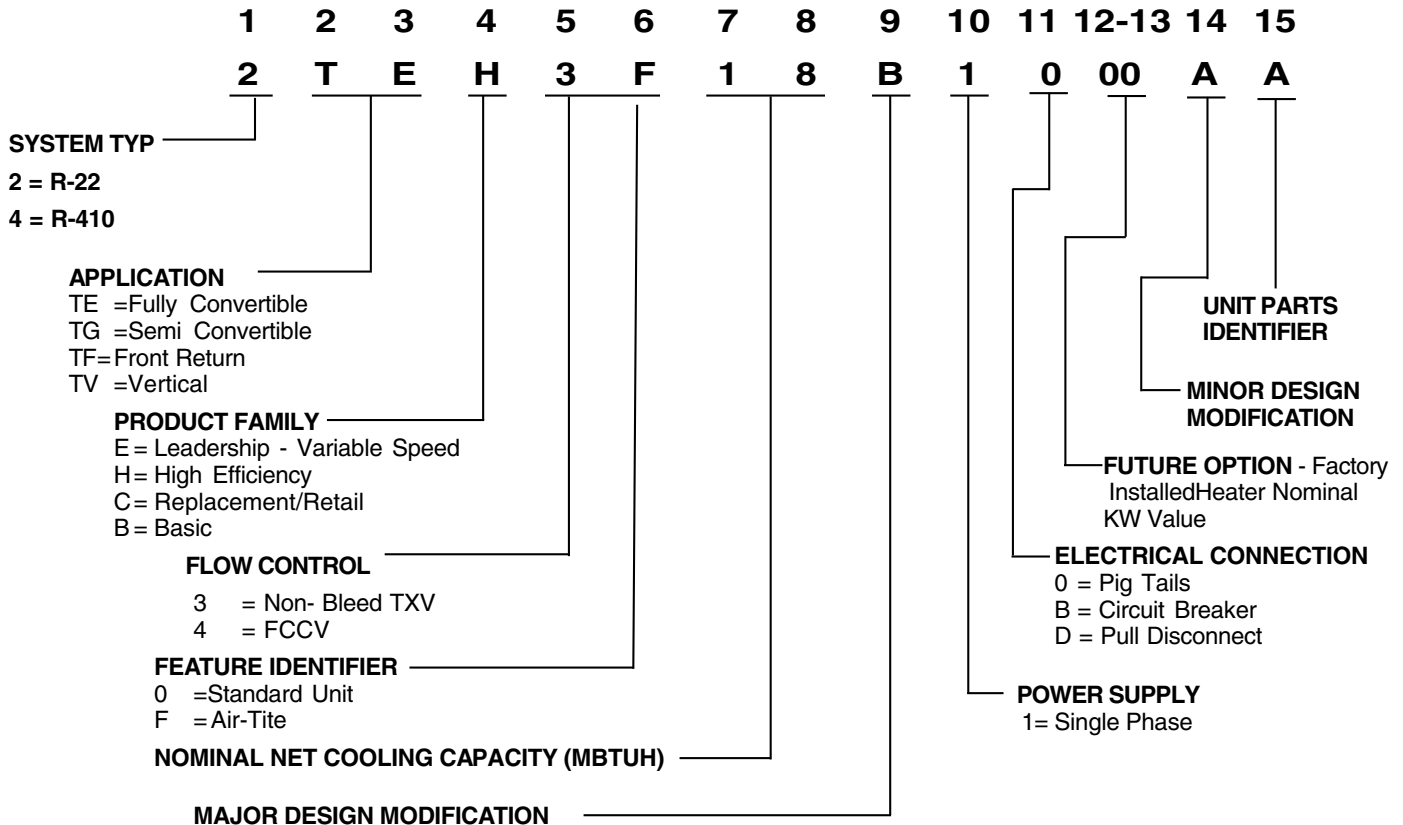 1 2 3 4 5 6 7 8 9 10 11 12-13 14 15
2 T E H 3 F 1 8 B 1 0 00 A A
SYSTEM TYP
2 = R-22
4 = R-410
APPLICATION
TE =Fully Convertible
TG =Semi Convertible
TF=Front Return
TV =Vertical
PRODUCT FAMILY
E= Leadership - Variable Speed
H= High Efficiency
C= Replacement/Retail
B= Basic
FLOW CONTROL
3 = Non- Bleed TXV
4 = FCCV
FEATURE IDENTIFIER
0 =Standard Unit
F =Air-Tite
NOMINAL NET COOLING CAPACITY (MBTUH)
MAJOR DESIGN MODIFICATION
UNIT PARTS
IDENTIFIER
MINOR DESIGN
MODIFICATION
FUTURE OPTION - Factory
InstalledHeater Nominal
KW Value
ELECTRICAL CONNECTION
0 = Pig Tails
B = Circuit Breaker
D = Pull Disconnect
POWER SUPPLY
1= Single Phase